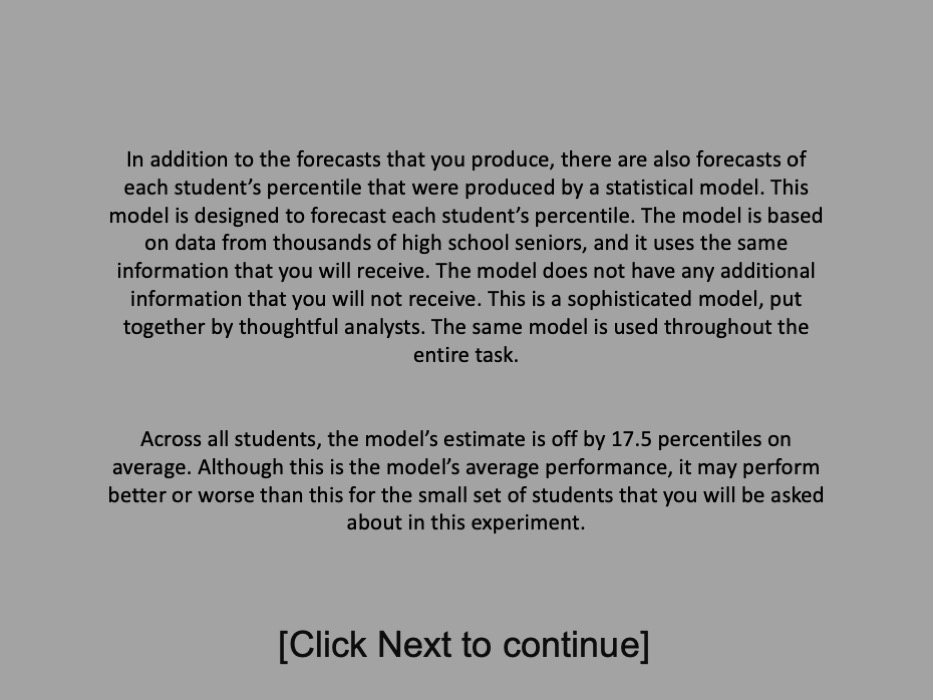 In addition to the forecasts that you produce, there are also forecasts of
each student’s percentile that were produced by a statistical model. This
model is designed to forecast each student’s percentile. The model is based
on data from thousands of high school seniors, and it uses the same
information that you will receive. The model does not have any additional
information that you will not receive. This is a sophisticated model, put
together by thoughtful analysts. The same model is used throughout the
entire task.
Across all students, the model’s estimate is off by 17.5 percentiles on
average. Although this is the model’s average performance, it may perform
better or worse than this for the small set of students that you will be asked
about in this experiment.
[Click Next to continue]